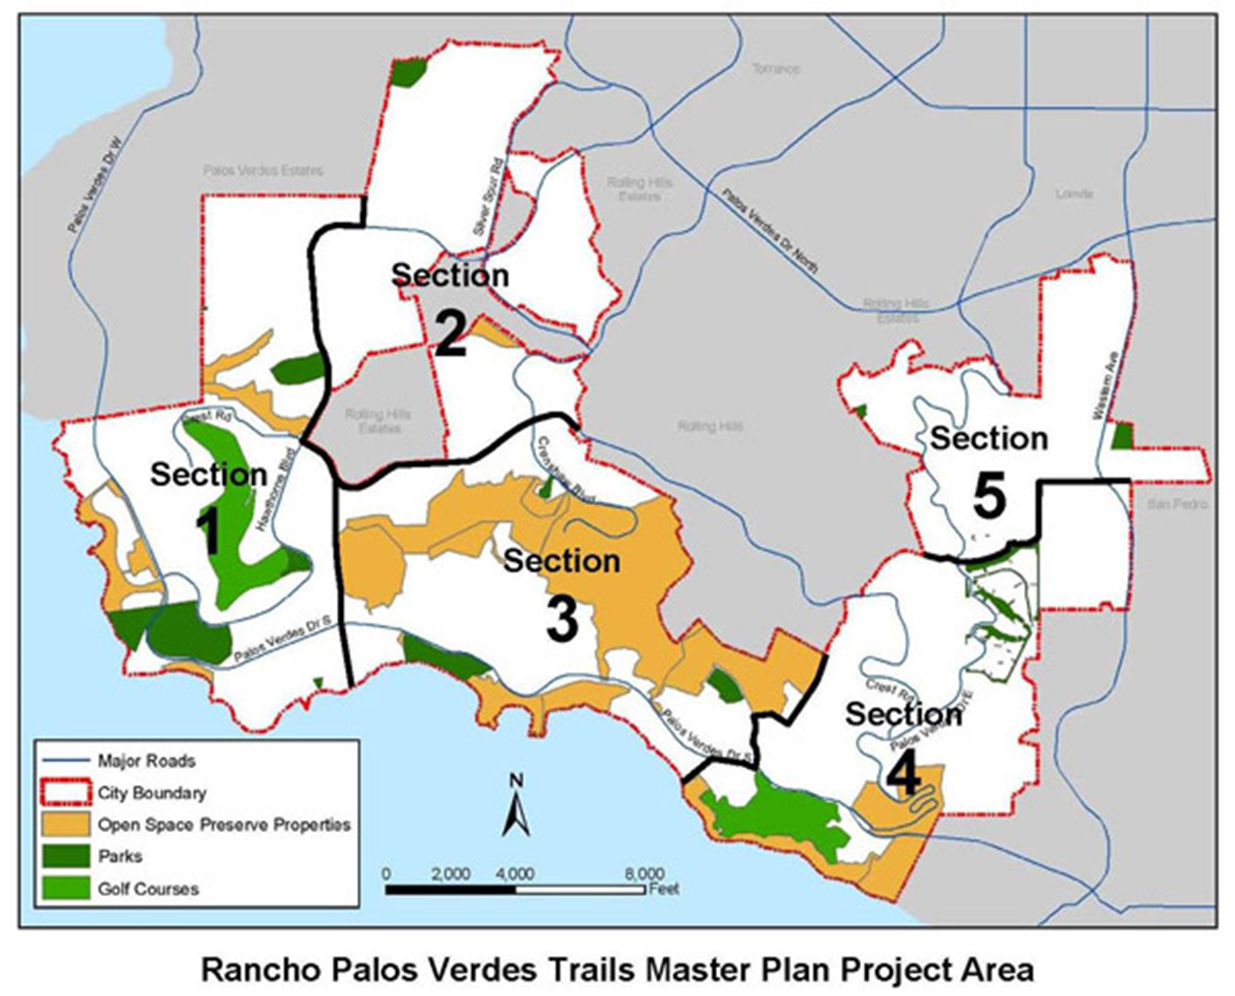 Torrance
Palos Verdes Dr W
Palos Verdes Estates
Silver Spur Rd
Rolling Hills
Estates
Palos Verdes Dr North
Lomita
Section
2
Rolling Hills
Estates
Western Ave
Rolling Hills
Estates
Crest Rd
Rolling Hills
Section
5
Section
1
Hawthorne Blvd
Crenshaw Blvd
San Pedro
Section
3
Palos Verdes Dr S
Crest Rd
Section
4
Palos Verdes Dr E
Palos Verdes Dr S
Major Roads
City Boundary
Open Space Preserve Properties
Parks
Golf Courses
N
0 2,000 4,000 8,000
Feet
Rancho Palos Verdes Trails Master Plan Project Area